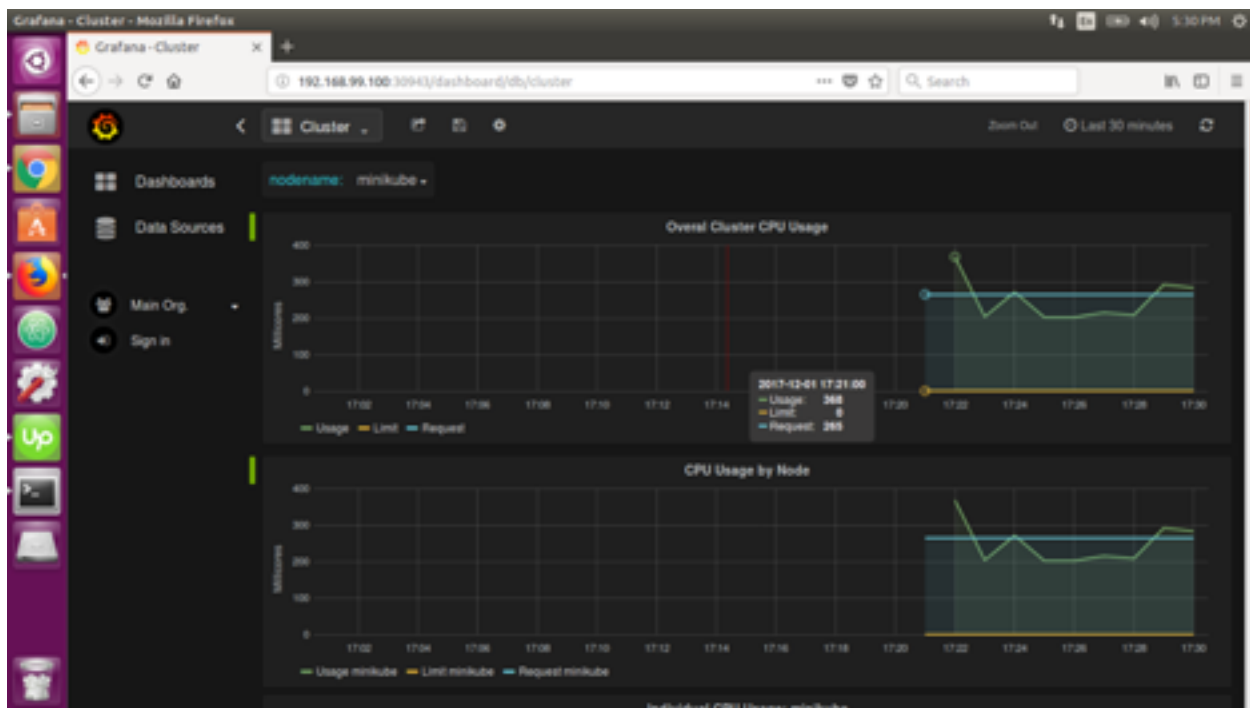 Grafana - Cluster - Mozilla Firefox
En
5:30 PM
Grafana - Cluster
192.168.99.100:30943/dashboard/db/cluster
Search
Cluster
Zoom Out
Last 30 minutes
Dashboards
nodename: minikube
Data Sources
Main Org.
Sign in
Overal Cluster CPU Usage
400
300
200
100
0
Millicores
17:02 17:04 17:06 17:08 17:10 17:12 17:14 17:20 17:22 17:24 17:26 17:28 17:30
2017-12-01 17:21:00
Usage: 368
Limit: 0
Request: 265
Usage Limit Request
CPU Usage by Node
400
300
200
100
0
Millicores
17:02 17:04 17:06 17:08 17:10 17:12 17:14 17:16 17:18 17:20 17:22 17:24 17:26 17:28 17:30
Usage minikube Limit minikube Request minikube
Individual CPU Usage: minikube
Up